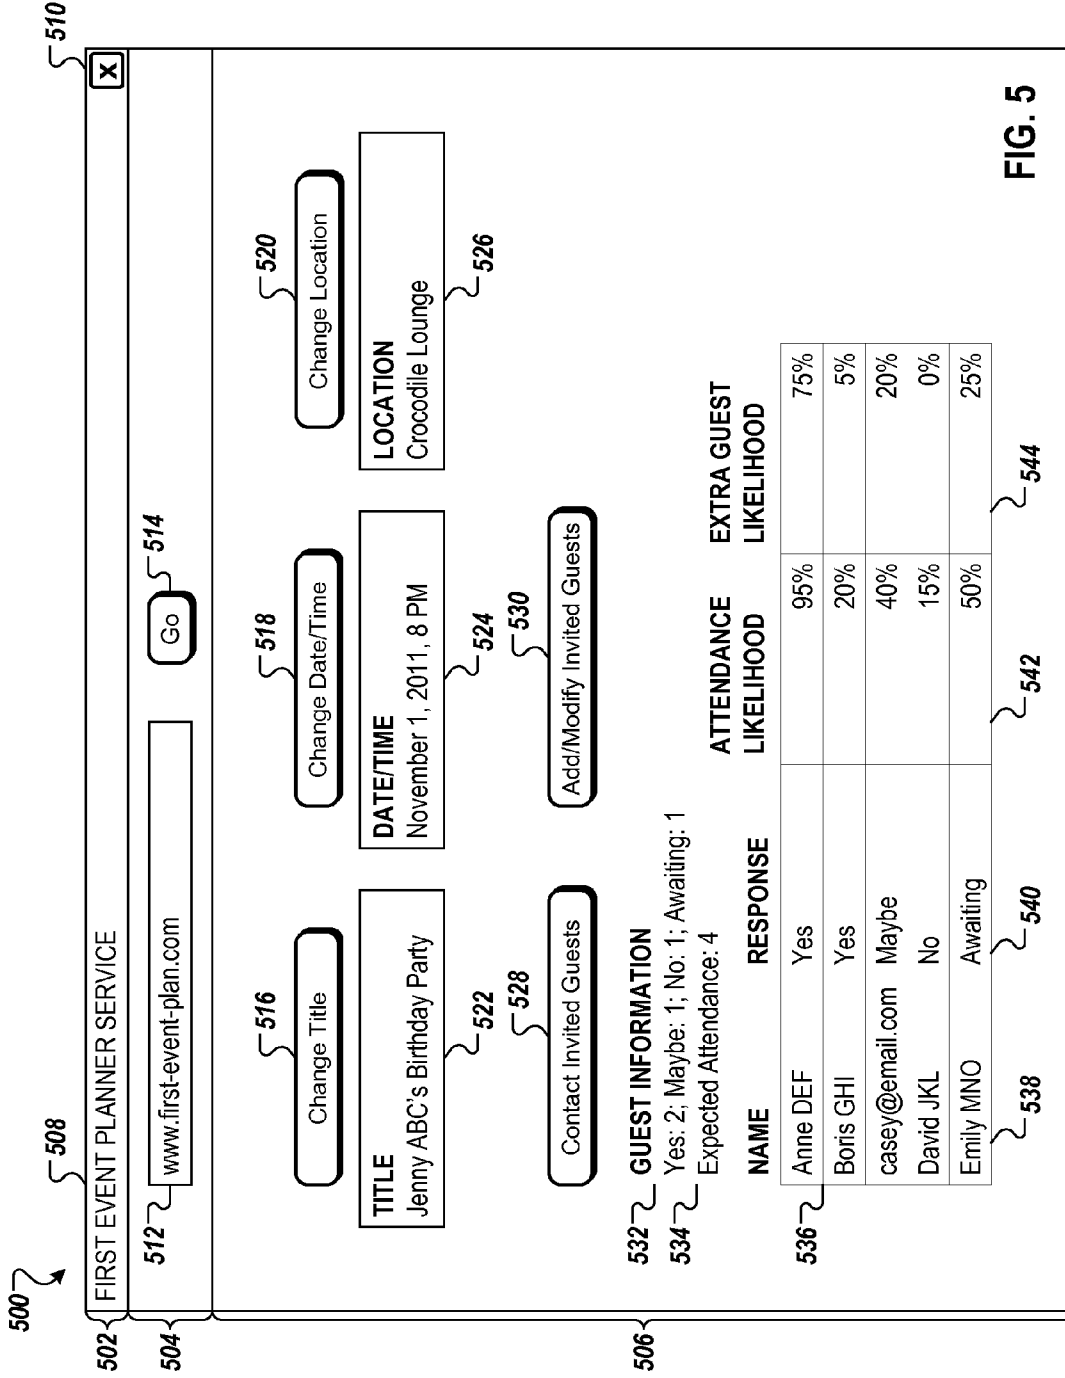 500
508
510
502
FIRST EVENT PLANNER SERVICE
X
504
512
www.first-event-plan.com
Go
514
506
516
518
520
Change Title
Change Date/Time
Change Location
TITLE
Jenny ABC's Birthday Party
DATE/TIME
November 1, 2011, 8 PM
LOCATION
Crocodile Lounge
522
524
526
528
530
Contact Invited Guests
Add/Modify Invited Guests
532
GUEST INFORMATION
534
Yes: 2; Maybe: 1; No: 1; Awaiting: 1
Expected Attendance: 4
NAME RESPONSE ATTENDANCE LIKELIHOOD EXTRA GUEST LIKELIHOOD
536
Anne DEF Yes 95% 75%
Boris GHI Yes 20% 5%
casey@email.com Maybe 40% 20%
David JKL No 15% 0%
Emily MNO Awaiting 50% 25%
538 540 542 544
FIG. 5